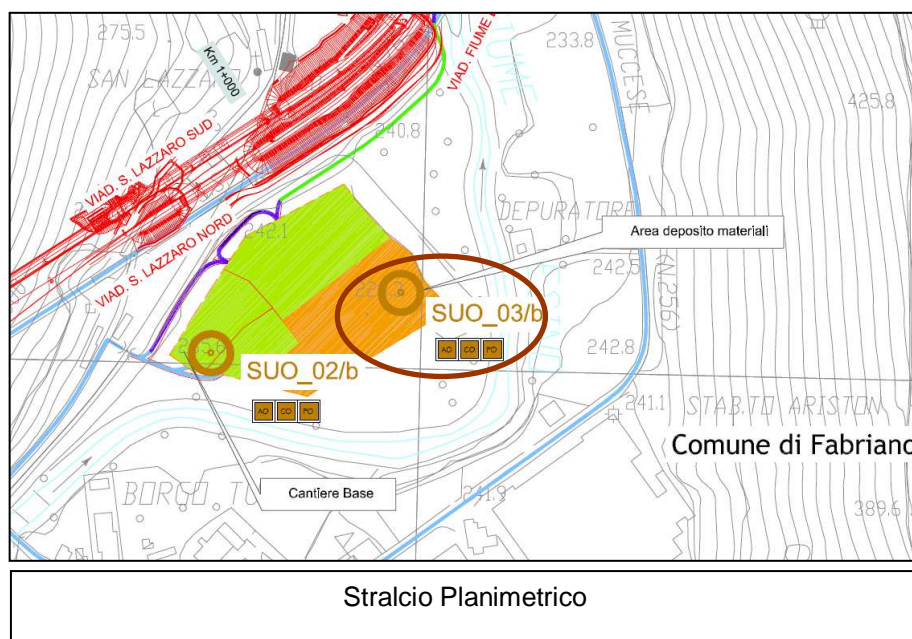 275.5
SAN LAZZARO
Km 1+000
VIAD. FIUME
233.8
MUCCESE
425.8
VIAD. S. LAZZARO SUD
240.8
VIAD. S. LAZZARO NORD
242.1
DEPURATORE
Area deposito materiali
242.5
(N.256)
SUO_03/b
AO CO PO
242.8
SUO_02/b
AO CO PO
241.1
STAB.TO ARISTON
Comune di Fabriano
Cantiere Base
BORGO
241.9
389.6
Stralcio Planimetrico